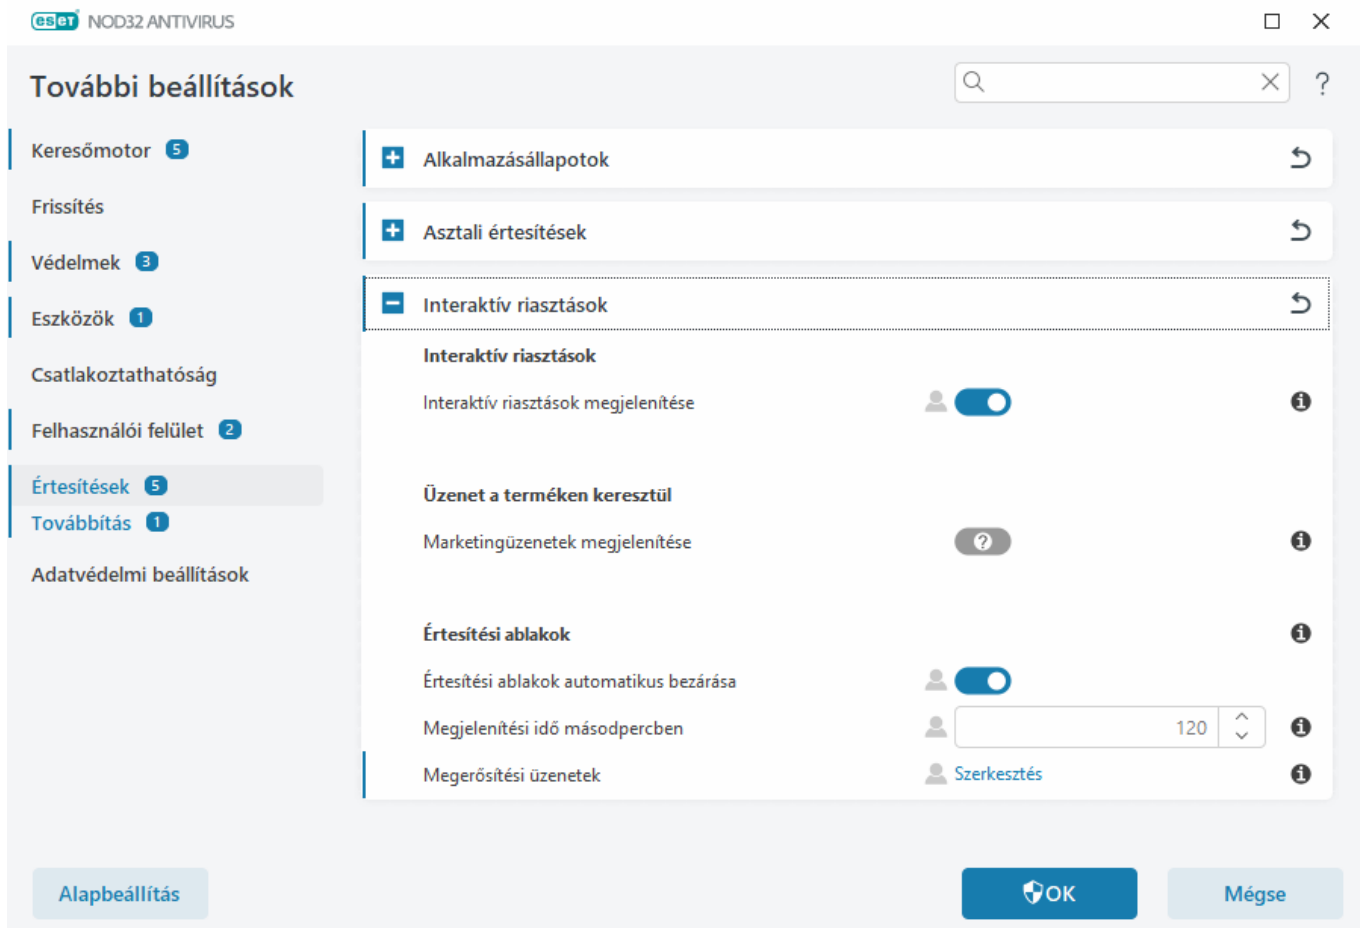 eset NOD32 ANTIVIRUS
További beállítások
?
Keresőmotor 5
Frissítés
Védelmek 3
Eszközök 1
Csatlakoztathatóság
Felhasználói felület 2
Értesítések 5
Továbbítás 1
Adatvédelmi beállítások
Alkalmazásállapotok
Asztali értesítések
Interaktív riasztások
Interaktív riasztások
Interaktív riasztások megjelenítése
Üzenet a terméken keresztül
Marketingüzenetek megjelenítése ?
Értesítési ablakok
Értesítési ablakok automatikus bezárása
Megjelenítési idő másodpercben 120
Megerősítési üzenetek Szerkesztés
Alapbeállítás
OK
Mégse